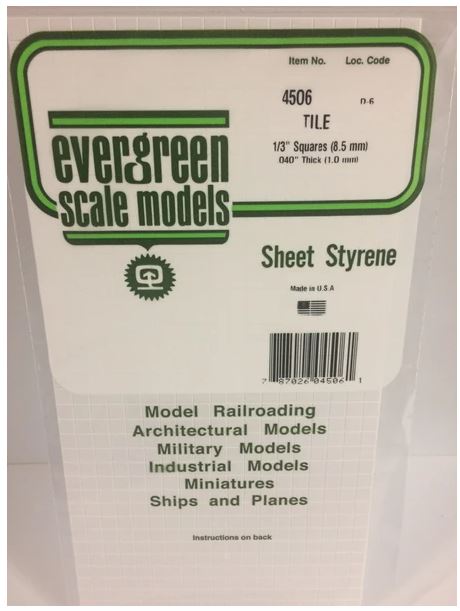 Item No. Loc. Code
4506 D-6
TILE
1/3" Squares (8.5 mm)
.040" Thick (1.0 mm)
evergreen
scale models
Sheet Styrene
Made in U.S.A
7 87026 04506 1
Model Railroading
Architectural Models
Military Models
Industrial Models
Miniatures
Ships and Planes
Instructions on back